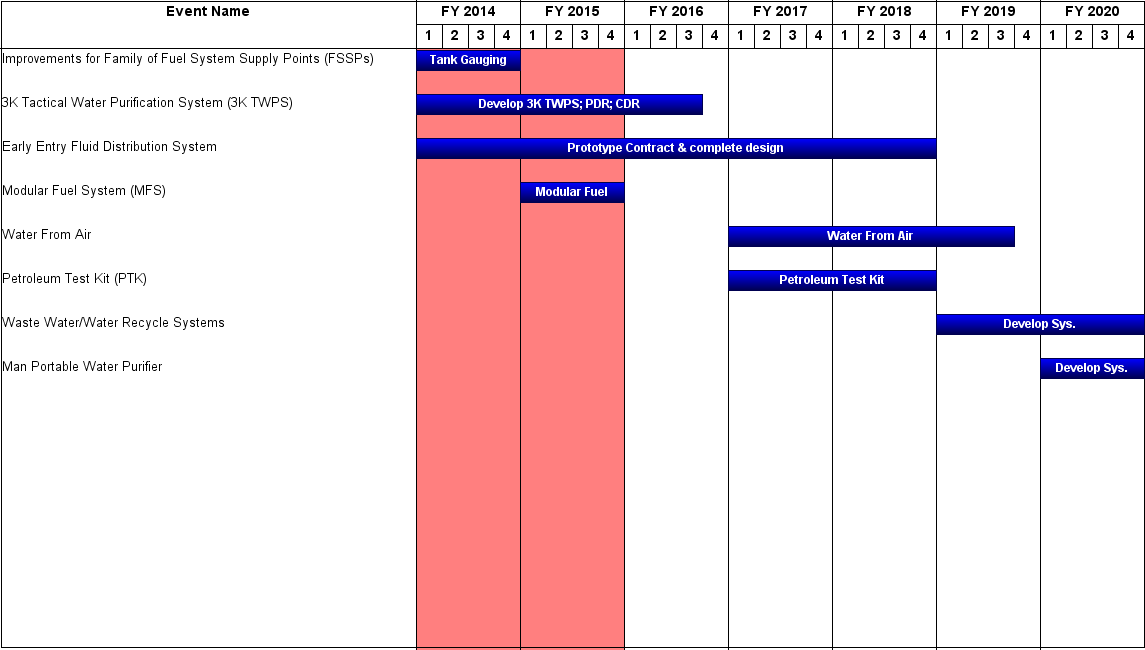 Event Name FY 2014 FY 2015 FY 2016 FY 2017 FY 2018 FY 2019 FY 2020
1 2 3 4 1 2 3 4 1 2 3 4 1 2 3 4 1 2 3 4 1 2 3 4 1 2 3 4
Improvements for Family of Fuel System Supply Points (FSSPs) Tank Gauging
3K Tactical Water Purification System (3K TWPS) Develop 3K TWPS; PDR; CDR
Early Entry Fluid Distribution System Prototype Contract & complete design
Modular Fuel System (MFS) Modular Fuel
Water From Air Water From Air
Petroleum Test Kit (PTK) Petroleum Test Kit
Waste Water/Water Recycle Systems Develop Sys.
Man Portable Water Purifier Develop Sys.